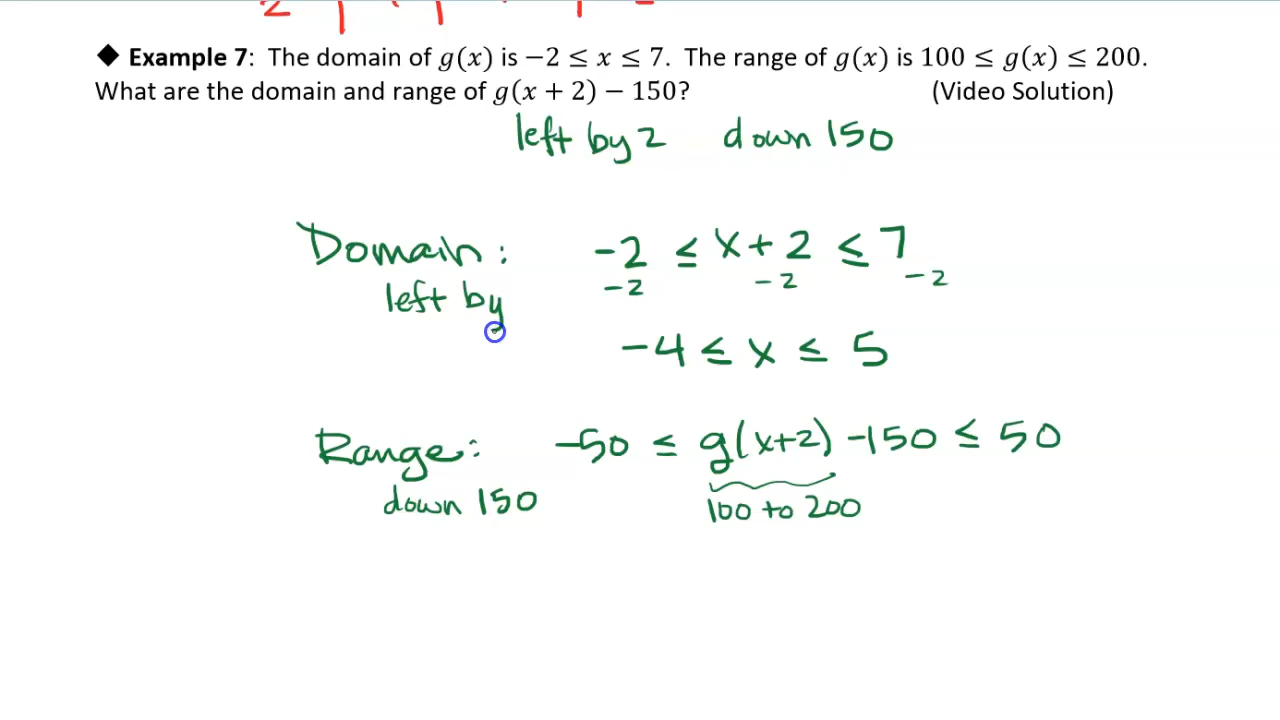 ◆ Example 7: The domain of g(x) is −2 ≤ x ≤ 7. The range of g(x) is 100 ≤ g(x) ≤ 200.
What are the domain and range of g(x + 2) − 150? (Video Solution)
left by 2 down 150
Domain: -2 ≤ x + 2 ≤ 7
-2 -2 -2
left by
-4 ≤ x ≤ 5
Range: -50 ≤ g(x+2) -150 ≤ 50
down 150 100 to 200